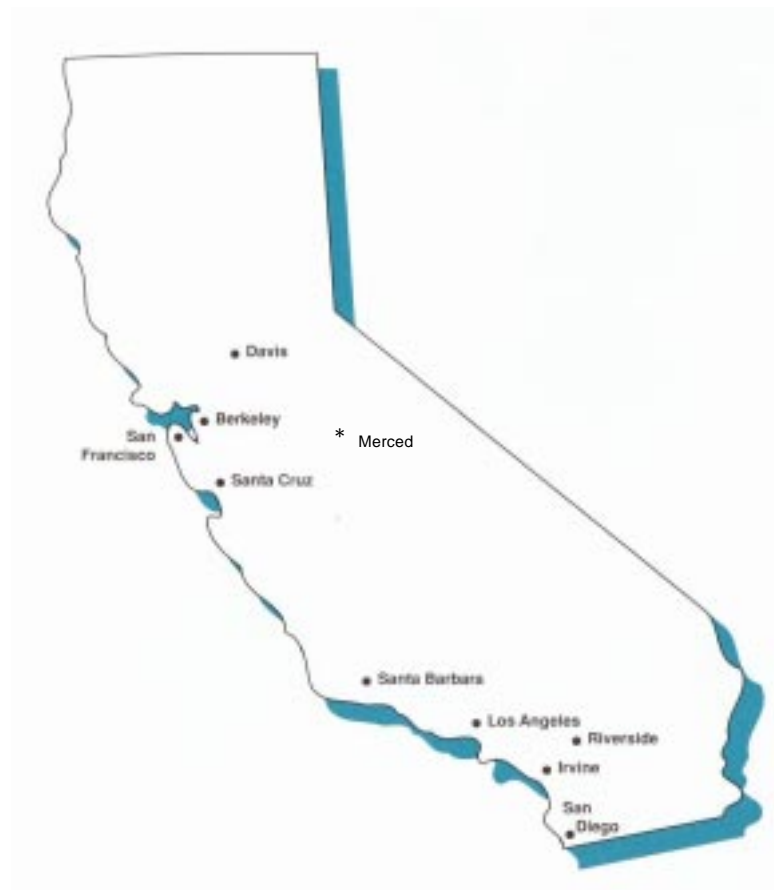 Davis
Berkeley
San
Francisco
* Merced
Santa Cruz
Santa Barbara
Los Angeles
Riverside
Irvine
San
Diego